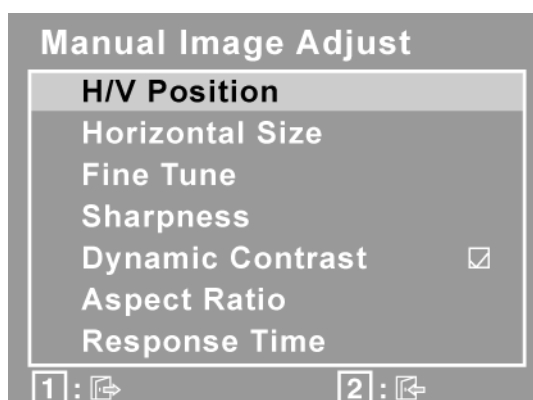 Manual Image Adjust
H/V Position
Horizontal Size
Fine Tune
Sharpness
Dynamic Contrast
Aspect Ratio
Response Time
1 : 2 :